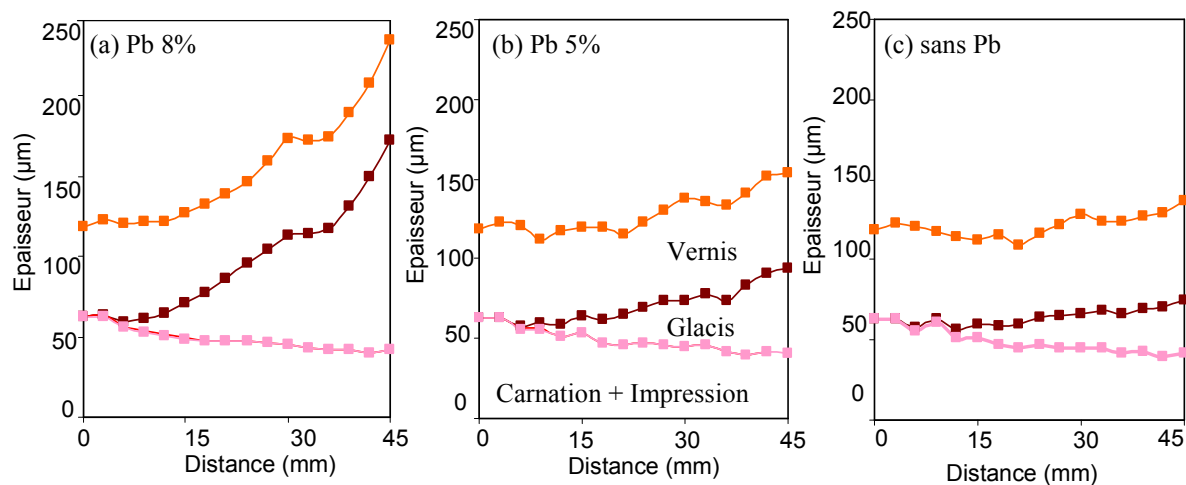 250
200
150
100
50
0
Epaisseur (µm)
(a) Pb 8%
0 15 30 45
Distance (mm)
250
200
150
100
50
0
Epaisseur (µm)
(b) Pb 5%
Vernis
Glacis
Carnation + Impression
0 15 30 45
Distance (mm)
250
200
150
100
50
0
Epaisseur (µm)
(c) sans Pb
0 15 30 45
Distance (mm)